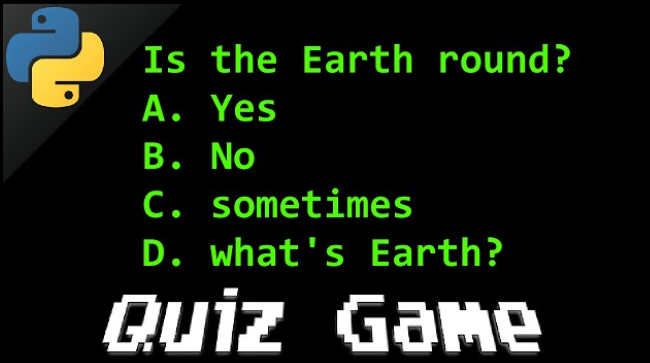 Is the Earth round?
A. Yes
B. No
C. sometimes
D. what's Earth?
Quiz Game